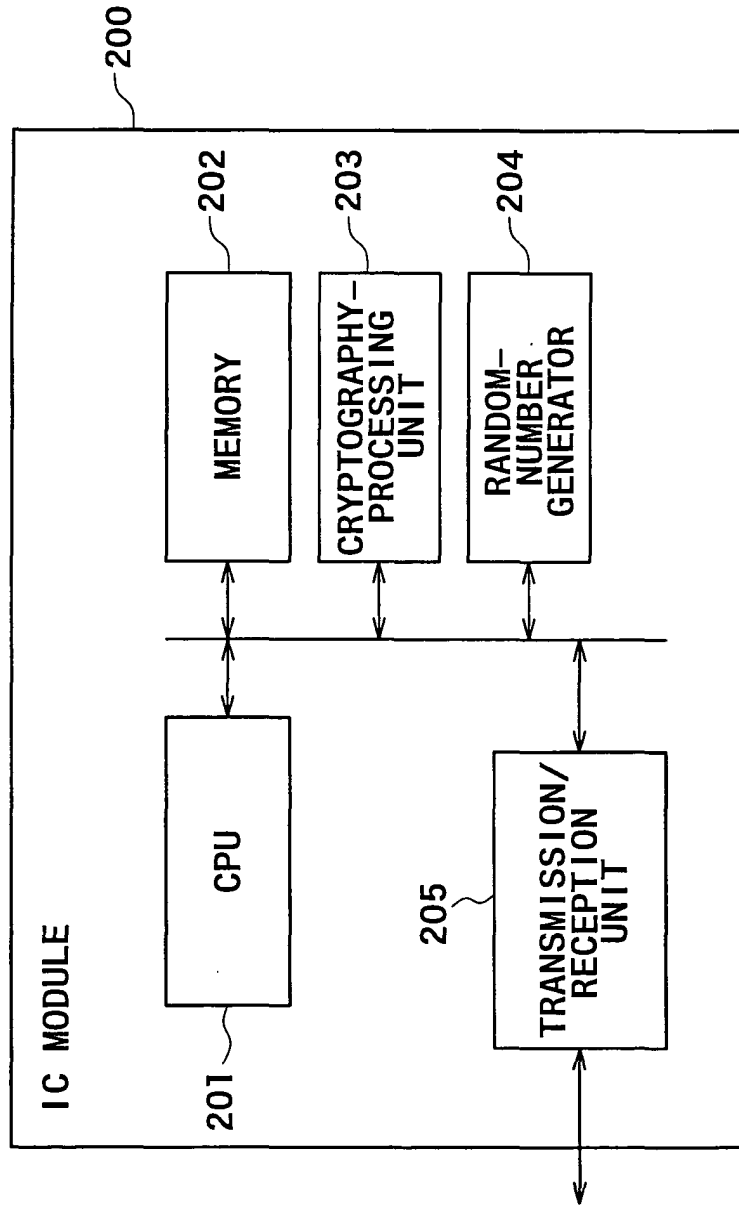 IC MODULE
200
CPU
201
MEMORY
202
CRYPTOGRAPHY-
PROCESSING
UNIT
203
RANDOM-
NUMBER
GENERATOR
204
205
TRANSMISSION/
RECEPTION
UNIT